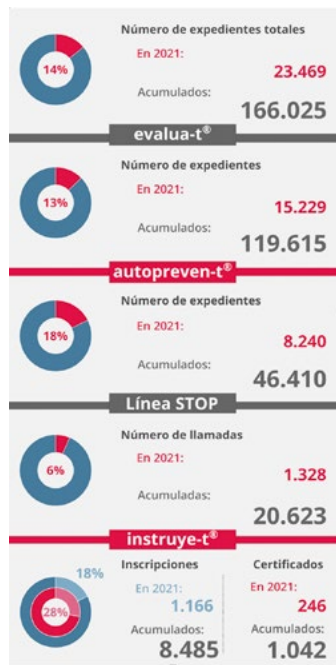 Número de expedientes totales
En 2021:
14%
23.469
Acumulados:
166.025
evalua-t®
Número de expedientes
En 2021:
13%
15.229
Acumulados:
119.615
autopreven-t®
Número de expedientes
En 2021:
18%
8.240
Acumulados:
46.410
Línea STOP
Número de llamadas
En 2021:
6%
1.328
Acumuladas:
20.623
instruye-t®
Inscripciones Certificados
18%
En 2021: En 2021:
1.166 246
28%
Acumulados: Acumulados:
8.485 1.042